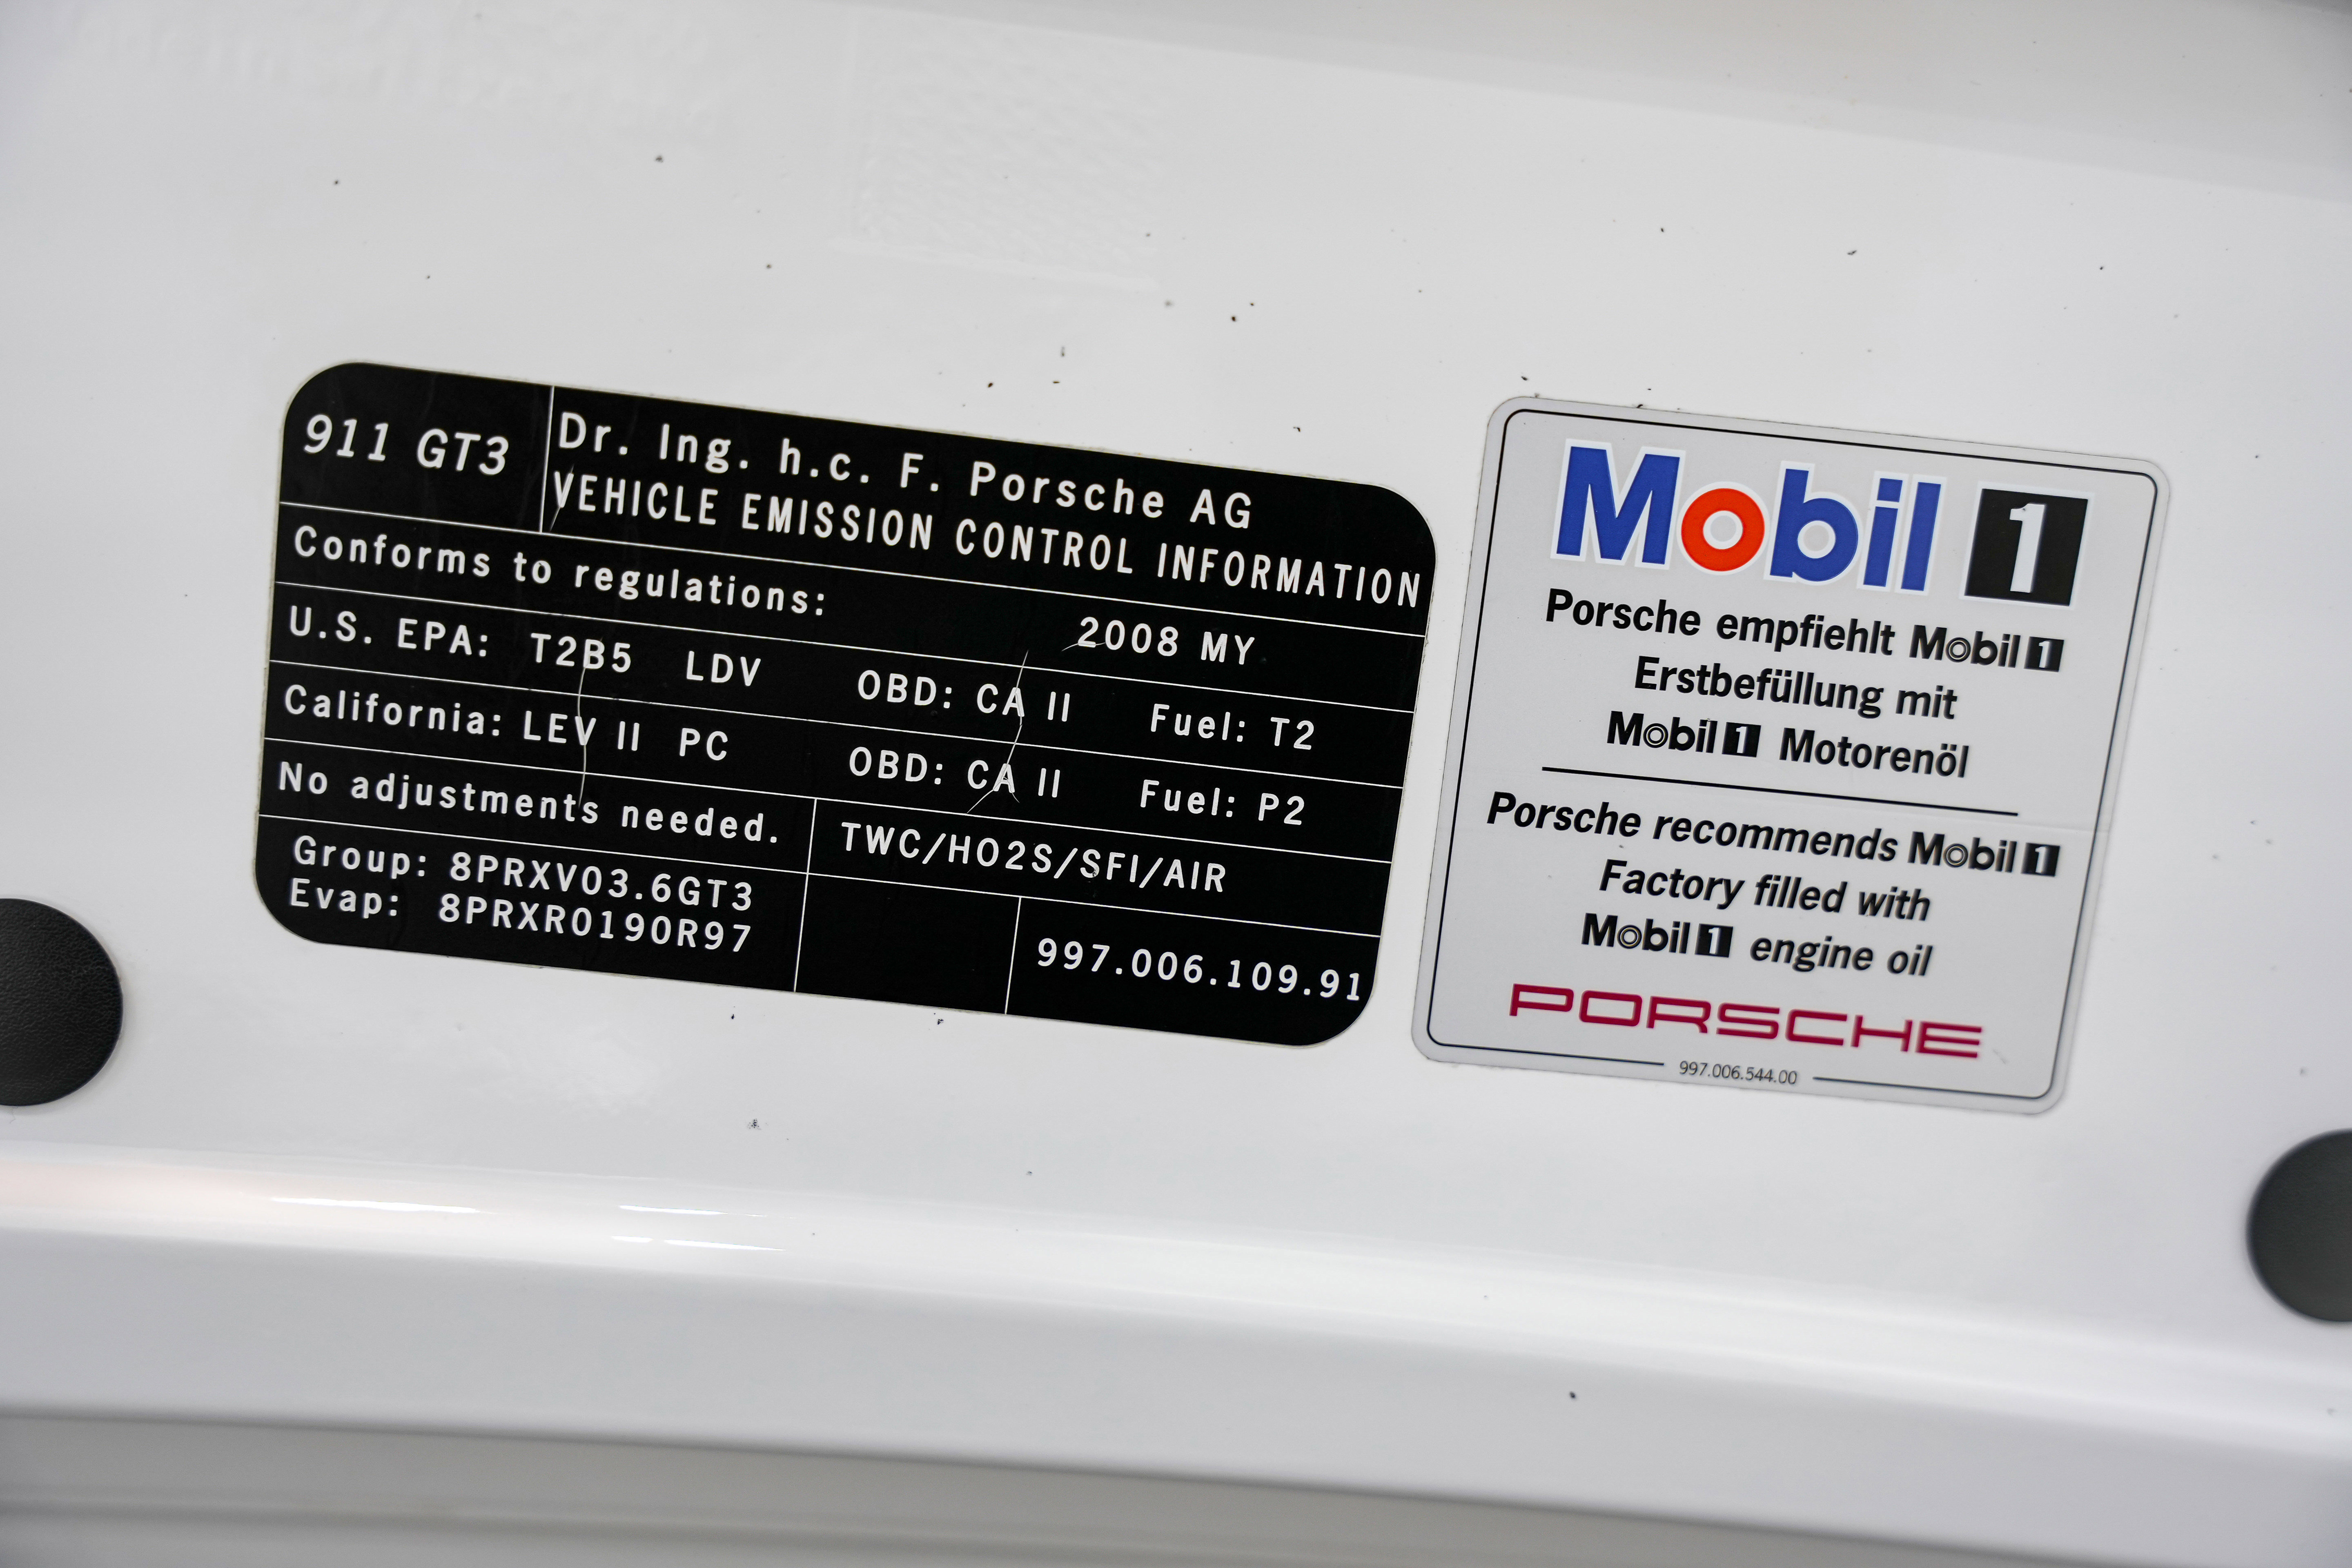 911 GT3
Dr. Ing. h.c. F. Porsche AG
VEHICLE EMISSION CONTROL INFORMATION
Conforms to regulations: 2008 MY
U.S. EPA: T2B5 LDV OBD: CA II Fuel: T2
California: LEV II PC OBD: CA II Fuel: P2
No adjustments needed. TWC/HO2S/SFI/AIR
Group: 8PRXV03.6GT3
Evap: 8PRXR0190R97
997.006.109.91
Mobil 1
Porsche empfiehlt Mobil 1
Erstbefüllung mit
Mobil 1 Motorenöl
Porsche recommends Mobil 1
Factory filled with
Mobil 1 engine oil
PORSCHE
997.006.544.00